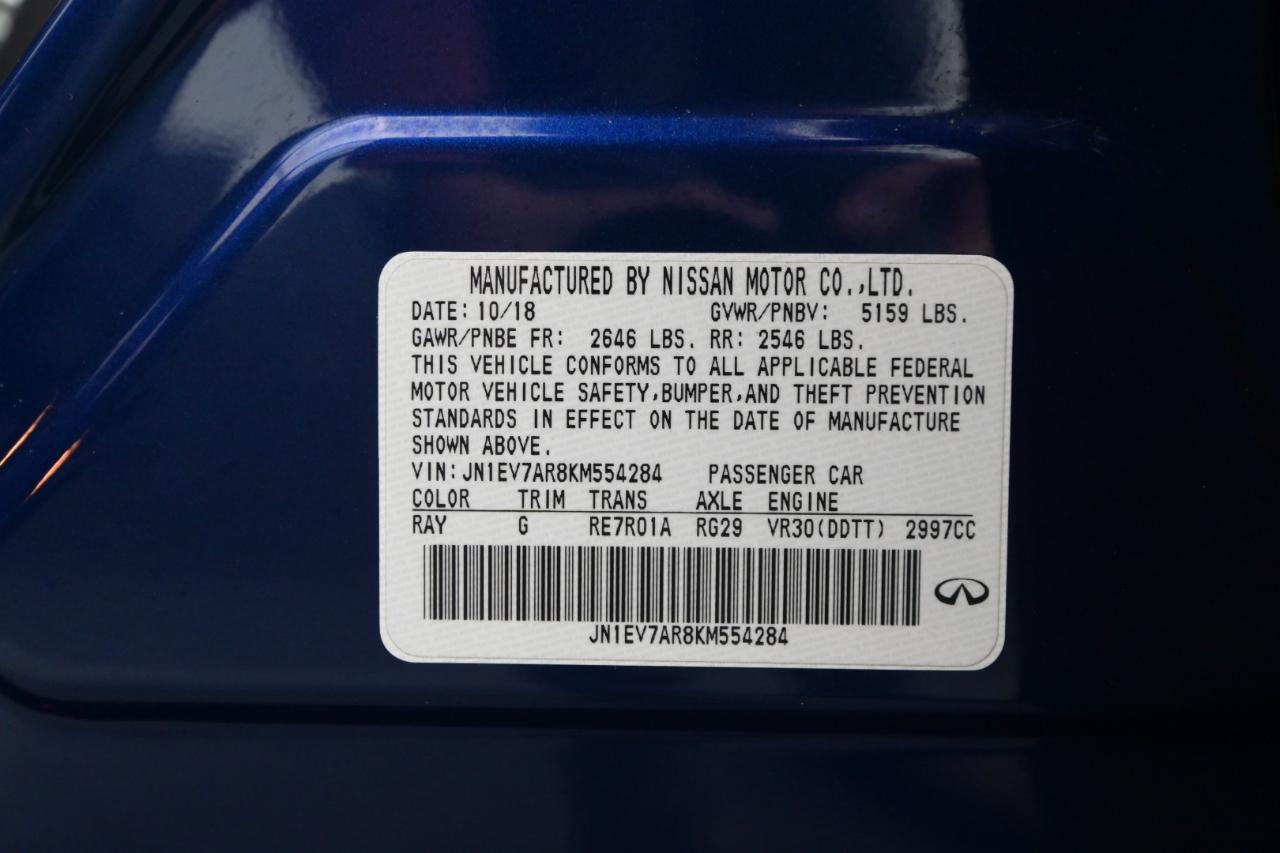 MANUFACTURED BY NISSAN MOTOR CO.,LTD.
DATE: 10/18 GVWR/PNBV: 5159 LBS.
GAWR/PNBE FR: 2646 LBS. RR: 2546 LBS.
THIS VEHICLE CONFORMS TO ALL APPLICABLE FEDERAL
MOTOR VEHICLE SAFETY,BUMPER,AND THEFT PREVENTION
STANDARDS IN EFFECT ON THE DATE OF MANUFACTURE
SHOWN ABOVE.
VIN:JN1EV7AR8KM554284 PASSENGER CAR
COLOR TRIM TRANS AXLE ENGINE
RAY G RE7R01A RG29 VR30(DDTT) 2997CC
JN1EV7AR8KM554284